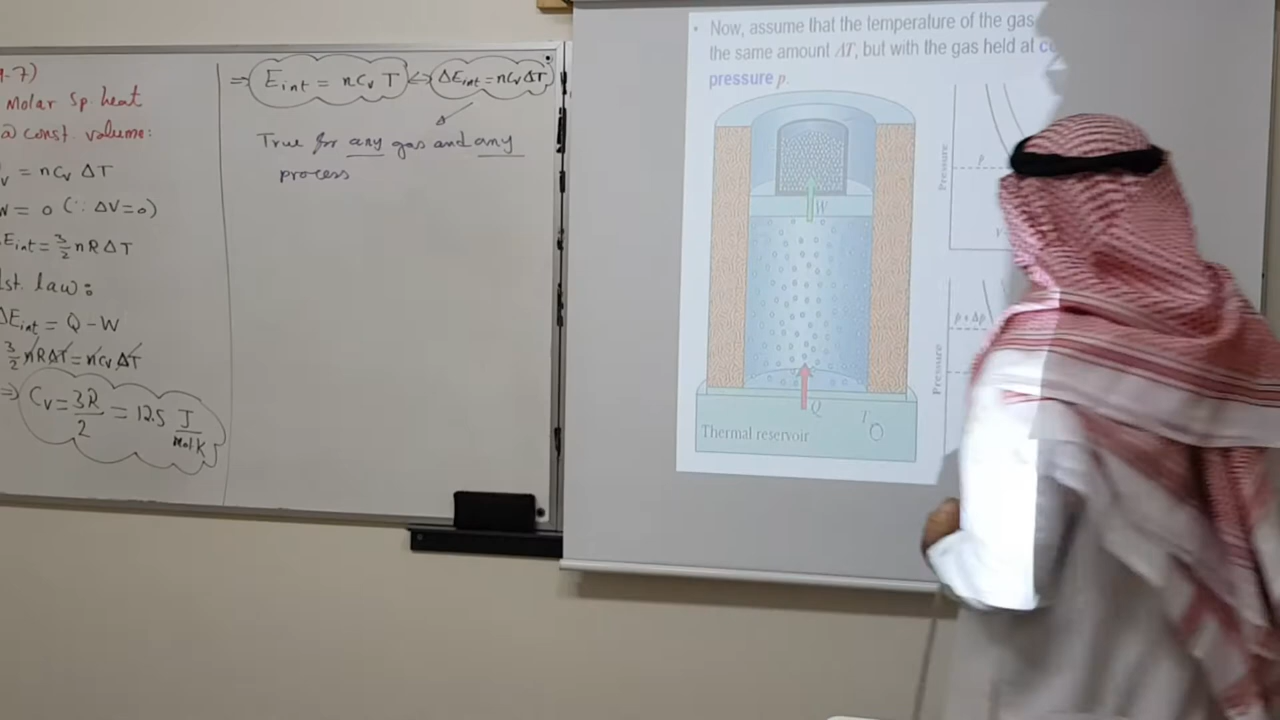 9-7)
Molar Sp. heat
@ const. volume:
v = nCv ΔT
W = 0 (∵ ΔV=0)
Eint = 3/2 nRΔT
1st. law:
ΔEint = Q - W
3/2 nRΔT = nCvΔT
⇒ Cv = 3R/2 = 12.5 J/mol.K
⇒ Eint = nCv T ⟷ ΔEint = nCvΔT
True for any gas and any
process
• Now, assume that the temperature of the gas
the same amount ΔT, but with the gas held at
pressure p.
W
Q
T
Thermal reservoir
Pressure
p
V
Pressure
p + Δp